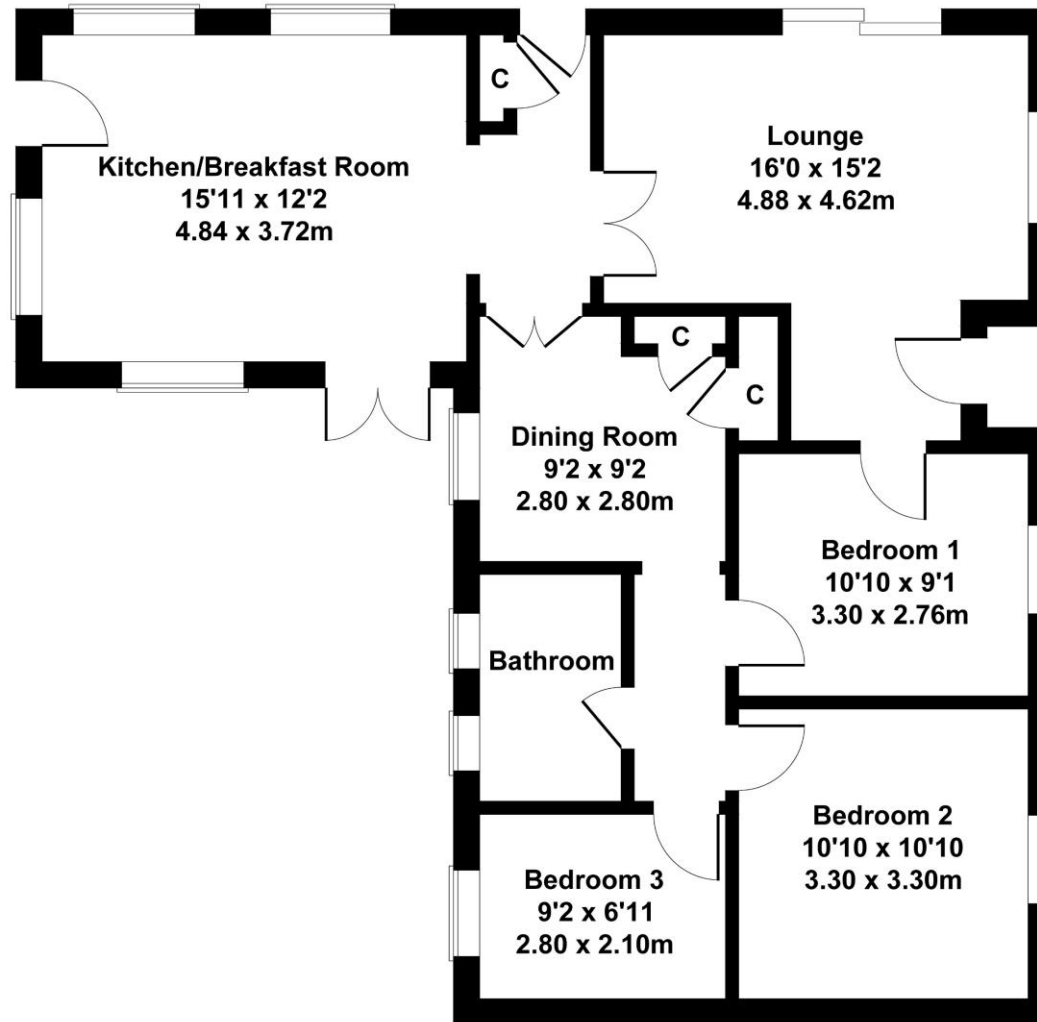 C
Kitchen/Breakfast Room
15'11 x 12'2
4.84 x 3.72m
Lounge
16'0 x 15'2
4.88 x 4.62m
C
C
Dining Room
9'2 x 9'2
2.80 x 2.80m
Bedroom 1
10'10 x 9'1
3.30 x 2.76m
Bathroom
Bedroom 2
10'10 x 10'10
3.30 x 3.30m
Bedroom 3
9'2 x 6'11
2.80 x 2.10m